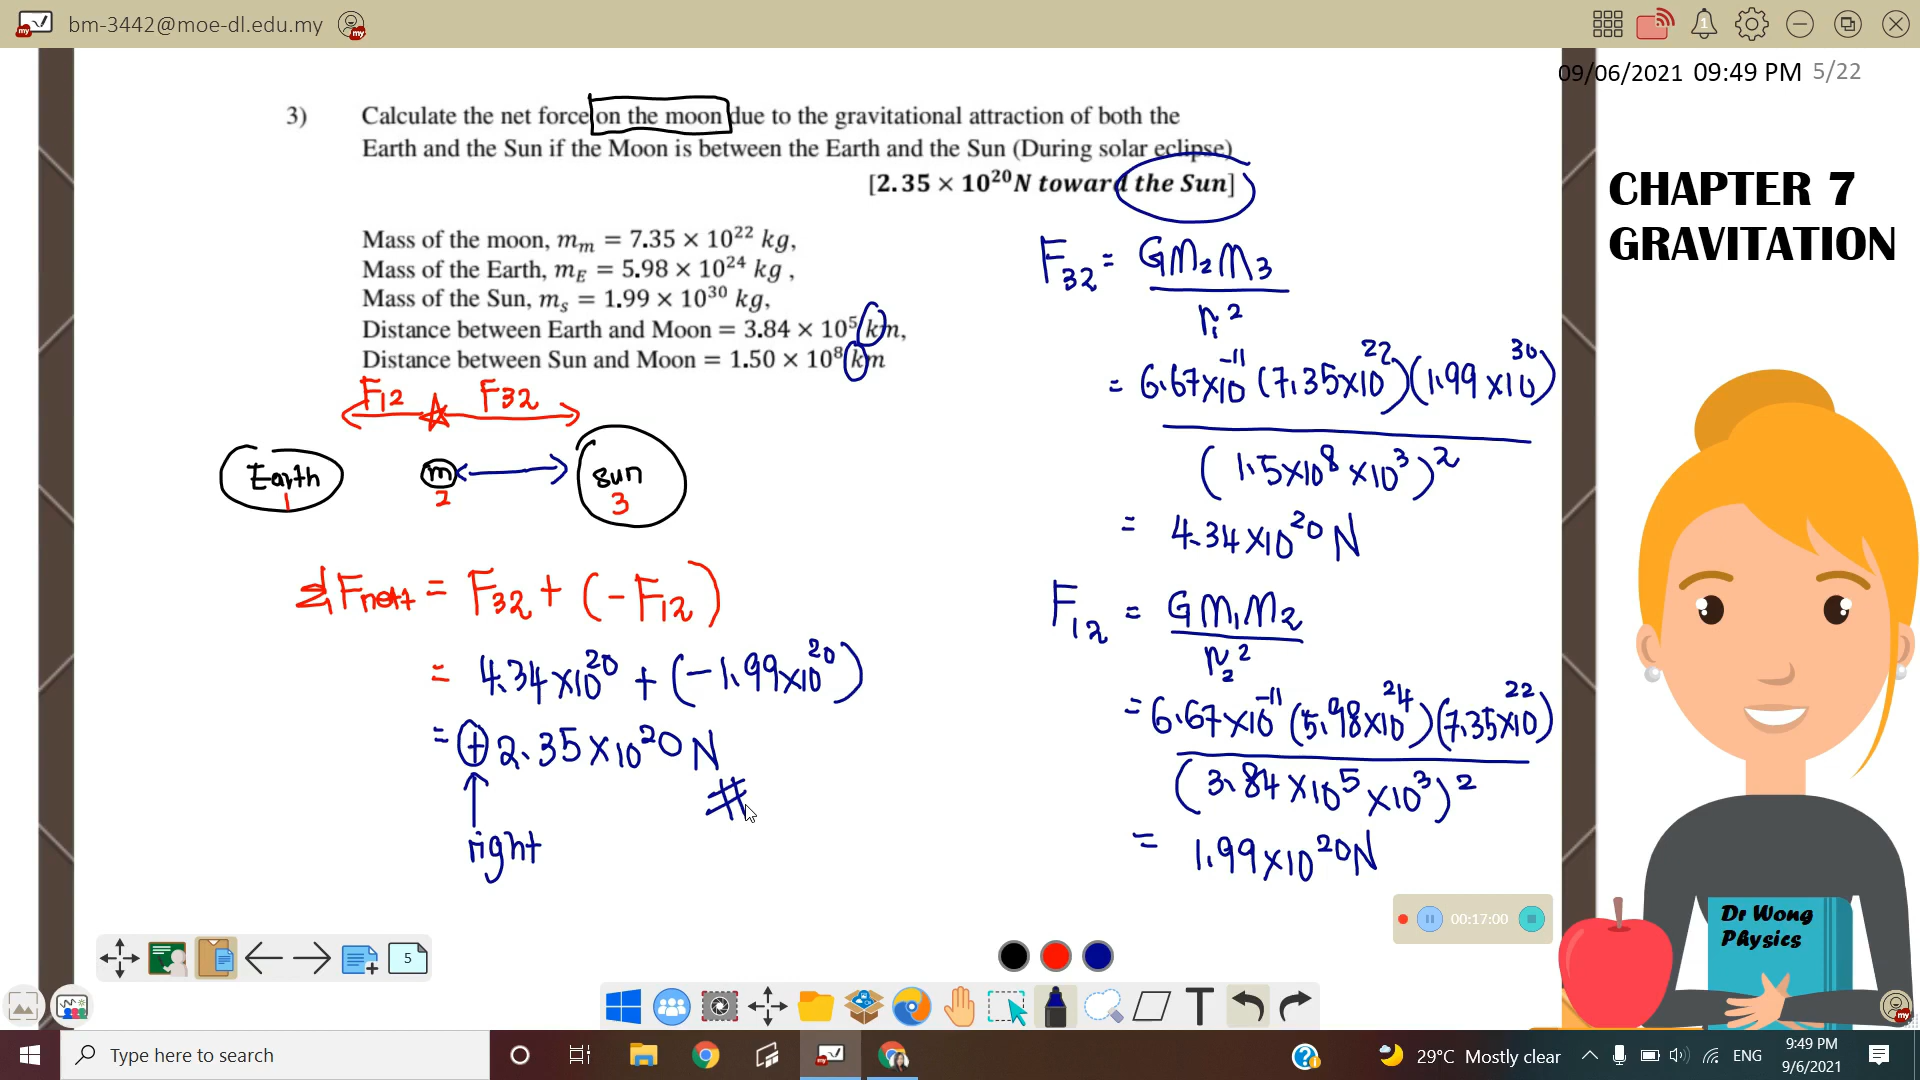 bm-3442@moe-dl.edu.my
09/06/2021 09:49 PM 5/22
3) Calculate the net force on the moon due to the gravitational attraction of both the
Earth and the Sun if the Moon is between the Earth and the Sun (During solar eclipse)
[2.35 × 10²⁰N toward the Sun]
Mass of the moon, mₘ = 7.35 × 10²² kg,
Mass of the Earth, m_E = 5.98 × 10²⁴ kg ,
Mass of the Sun, mₛ = 1.99 × 10³⁰ kg,
Distance between Earth and Moon = 3.84 × 10⁵ km,
Distance between Sun and Moon = 1.50 × 10⁸ km
F12 F32
Earth m sun
1 2 3
ΣFnett = F32 + (-F12)
= 4.34×10²⁰ + (-1.99×10²⁰)
= + 2.35×10²⁰ N
#
right
F32 = GM2M3
r1²
= 6.67×10⁻¹¹ (7.35×10²²)(1.99×10³⁰)
(1.5×10⁸ ×10³)²
= 4.34×10²⁰ N
F12 = GM1M2
r2²
= 6.67×10⁻¹¹ (5.98×10²⁴)(7.35×10²²)
(3.84×10⁵ ×10³)²
= 1.99×10²⁰N
CHAPTER 7
GRAVITATION
Dr Wong
Physics
00:17:00
5
T
Type here to search
29°C Mostly clear
ENG
9:49 PM
9/6/2021